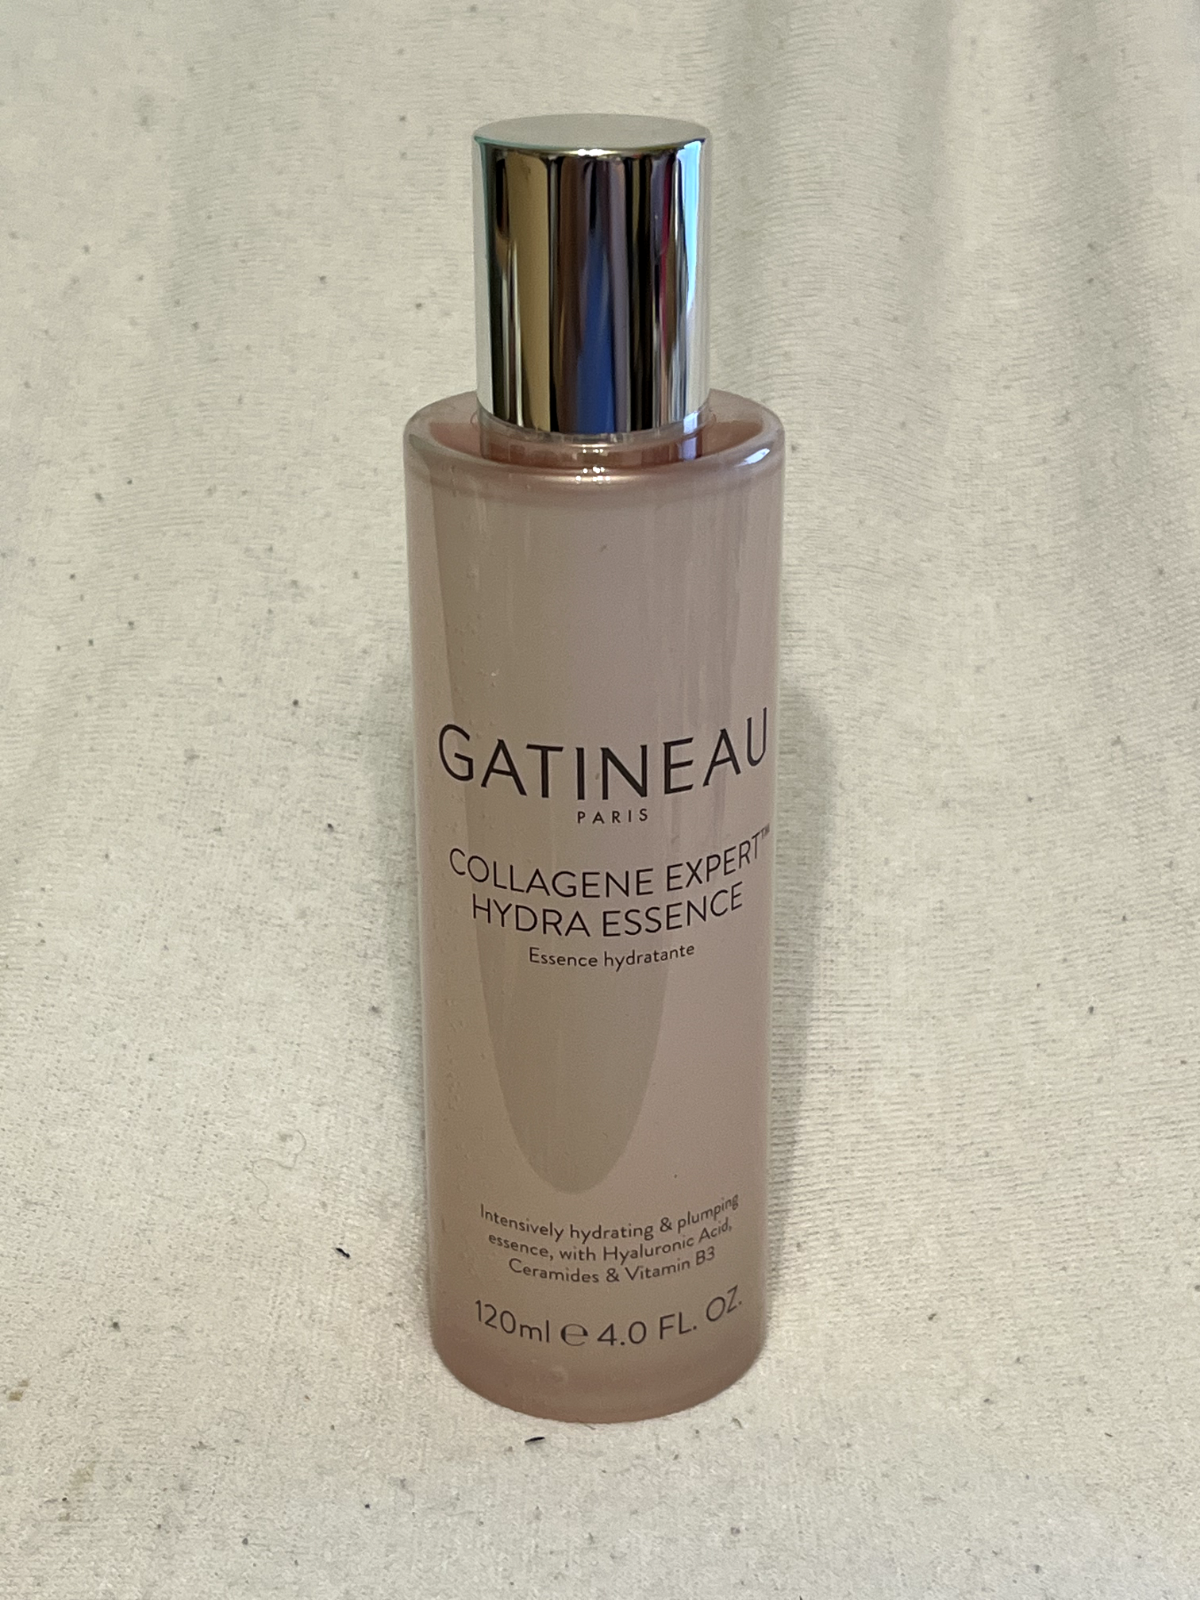 GATINEAU
PARIS
COLLAGENE EXPERT™
HYDRA ESSENCE
Essence hydratante
Intensively hydrating & plumping
essence, with Hyaluronic Acid,
Ceramides & Vitamin B3
120ml ℮ 4.0 FL. OZ.